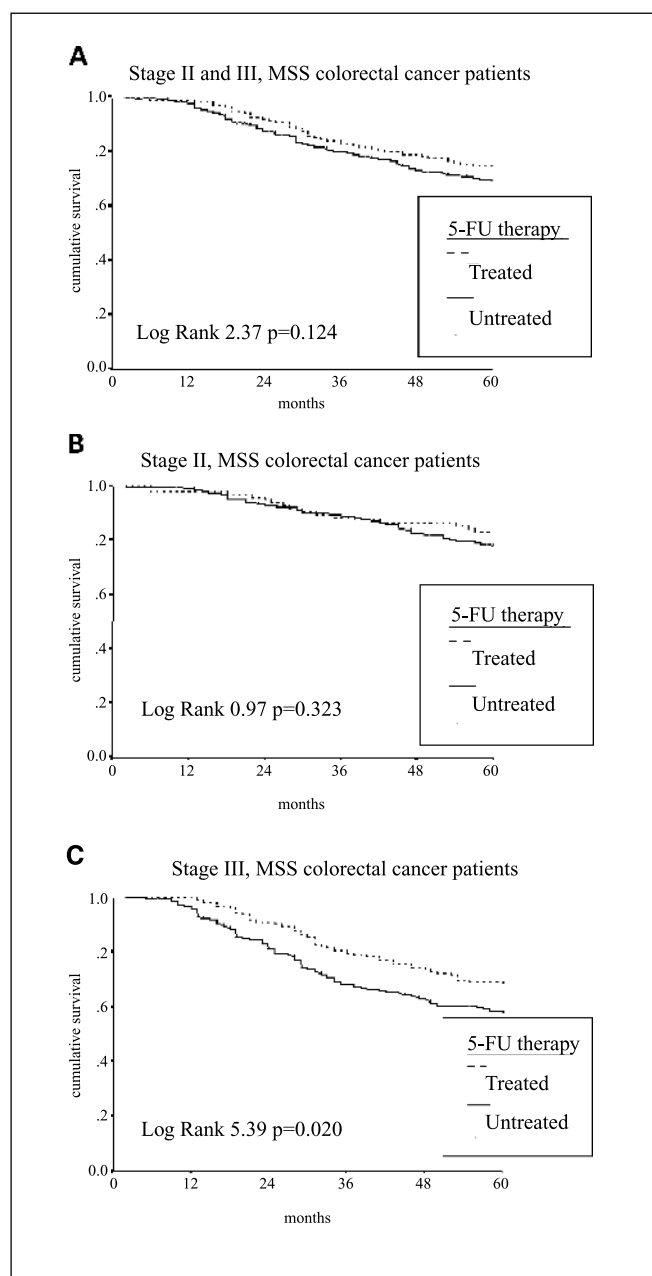 A
Stage II and III, MSS colorectal cancer patients
1.0
.2
.6
.4
.2
0.0
cumulative survival
5-FU therapy
Treated
Untreated
Log Rank 2.37 p=0.124
0 12 24 36 48 60
months
B
Stage II, MSS colorectal cancer patients
1.0
.2
.6
.4
.2
0.0
cumulative survival
5-FU therapy
Treated
Untreated
Log Rank 0.97 p=0.323
0 12 24 36 48 60
months
C
Stage III, MSS colorectal cancer patients
1.0
.2
.6
.4
.2
0.0
cumulative survival
5-FU therapy
Treated
Untreated
Log Rank 5.39 p=0.020
0 12 24 36 48 60
months